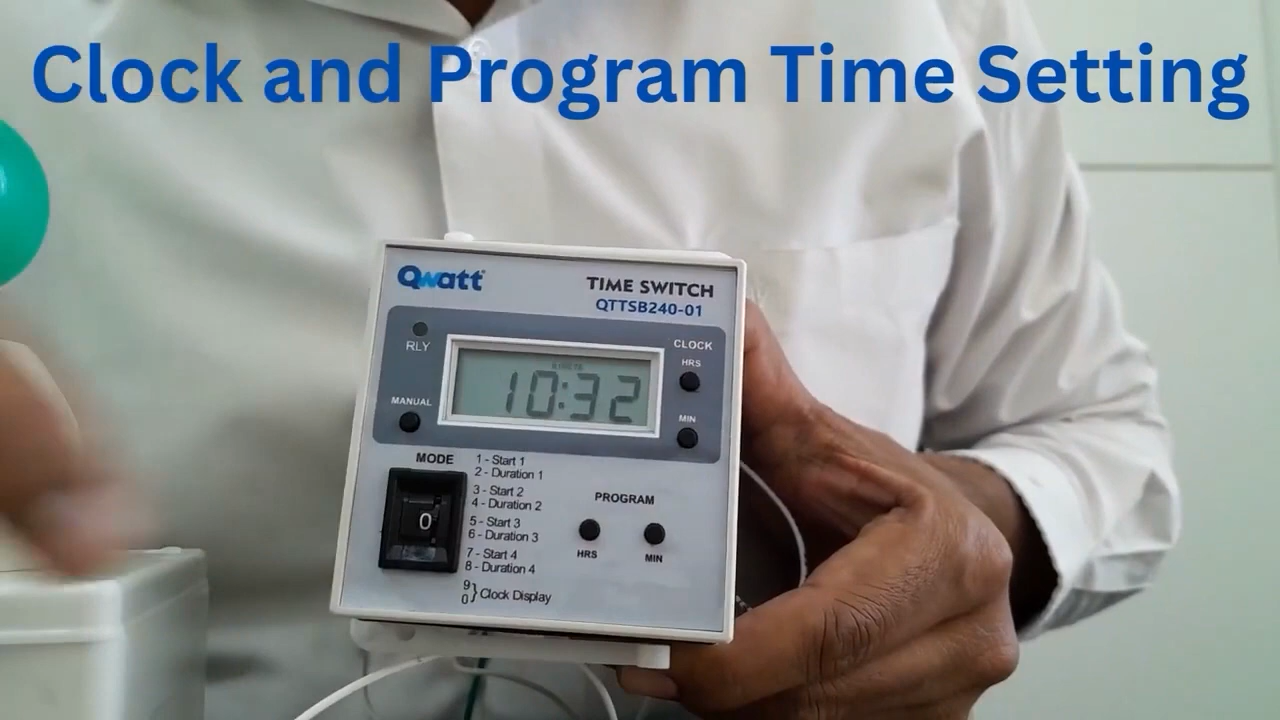 Clock and Program Time Setting
Qwatt
TIME SWITCH
QTTSB240-01
RLY
CLOCK
HRS
10:32
MANUAL
MIN
MODE
1 - Start 1
2 - Duration 1
3 - Start 2
4 - Duration 2
5 - Start 3
6 - Duration 3
7 - Start 4
8 - Duration 4
9
0 } Clock Display
0
PROGRAM
HRS
MIN